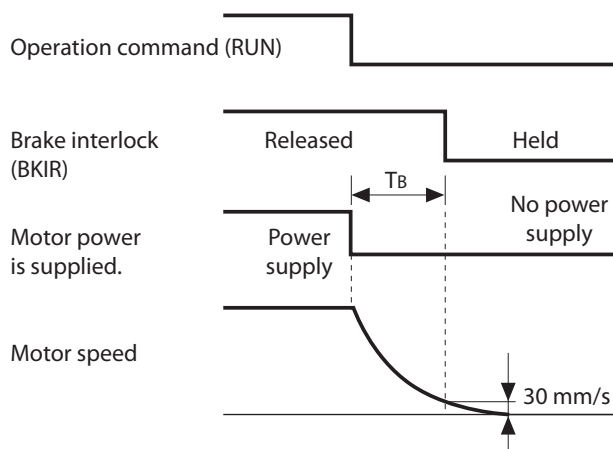 Operation command (RUN)
Brake interlock
(BKIR)
Released
Held
TB
Motor power
is supplied.
Power
supply
No power
supply
Motor speed
30 mm/s